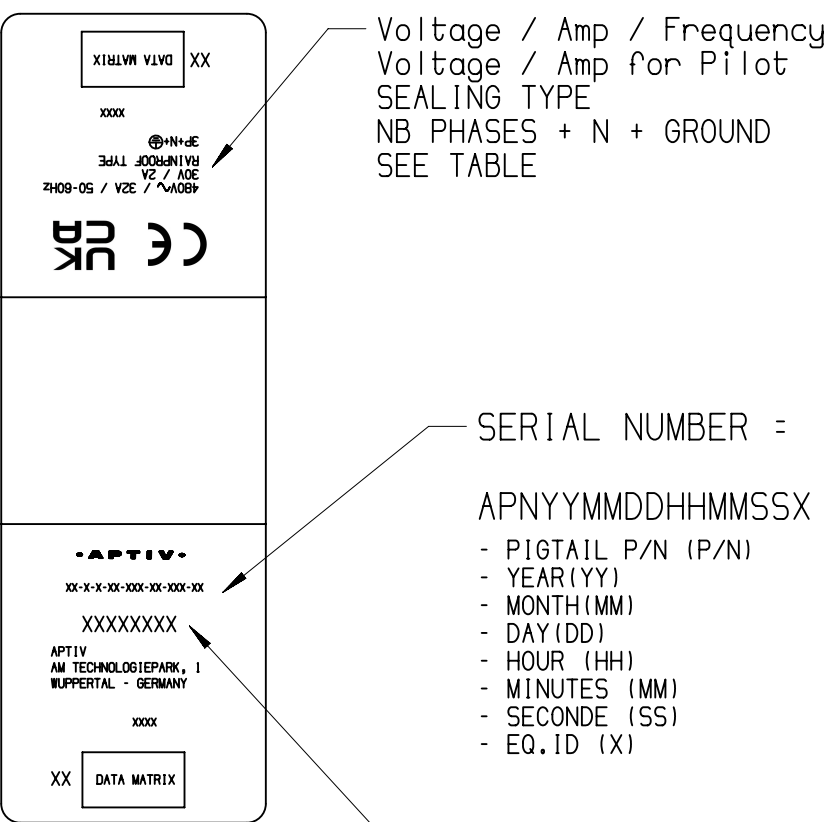 Voltage / Amp / Frequency
Voltage / Amp for Pilot
SEALING TYPE
NB PHASES + N + GROUND
SEE TABLE
XX DATA MATRIX
XXXX
3P+N+⏚
RAINPROOF TYPE
30V / 2A
480V~ / 32A / 50-60Hz
UK
CA
CE
SERIAL NUMBER =
APNYYMMDDHHMMSSX
- PIGTAIL P/N (P/N)
- YEAR(YY)
- MONTH(MM)
- DAY(DD)
- HOUR (HH)
- MINUTES (MM)
- SECONDE (SS)
- EQ.ID (X)
• APTIV •
XX-X-X-XX-XXX-XX-XXX-XX
XXXXXXXX
APTIV
AM TECHNOLOGIEPARK, 1
WUPPERTAL - GERMANY
XXXX
XX DATA MATRIX